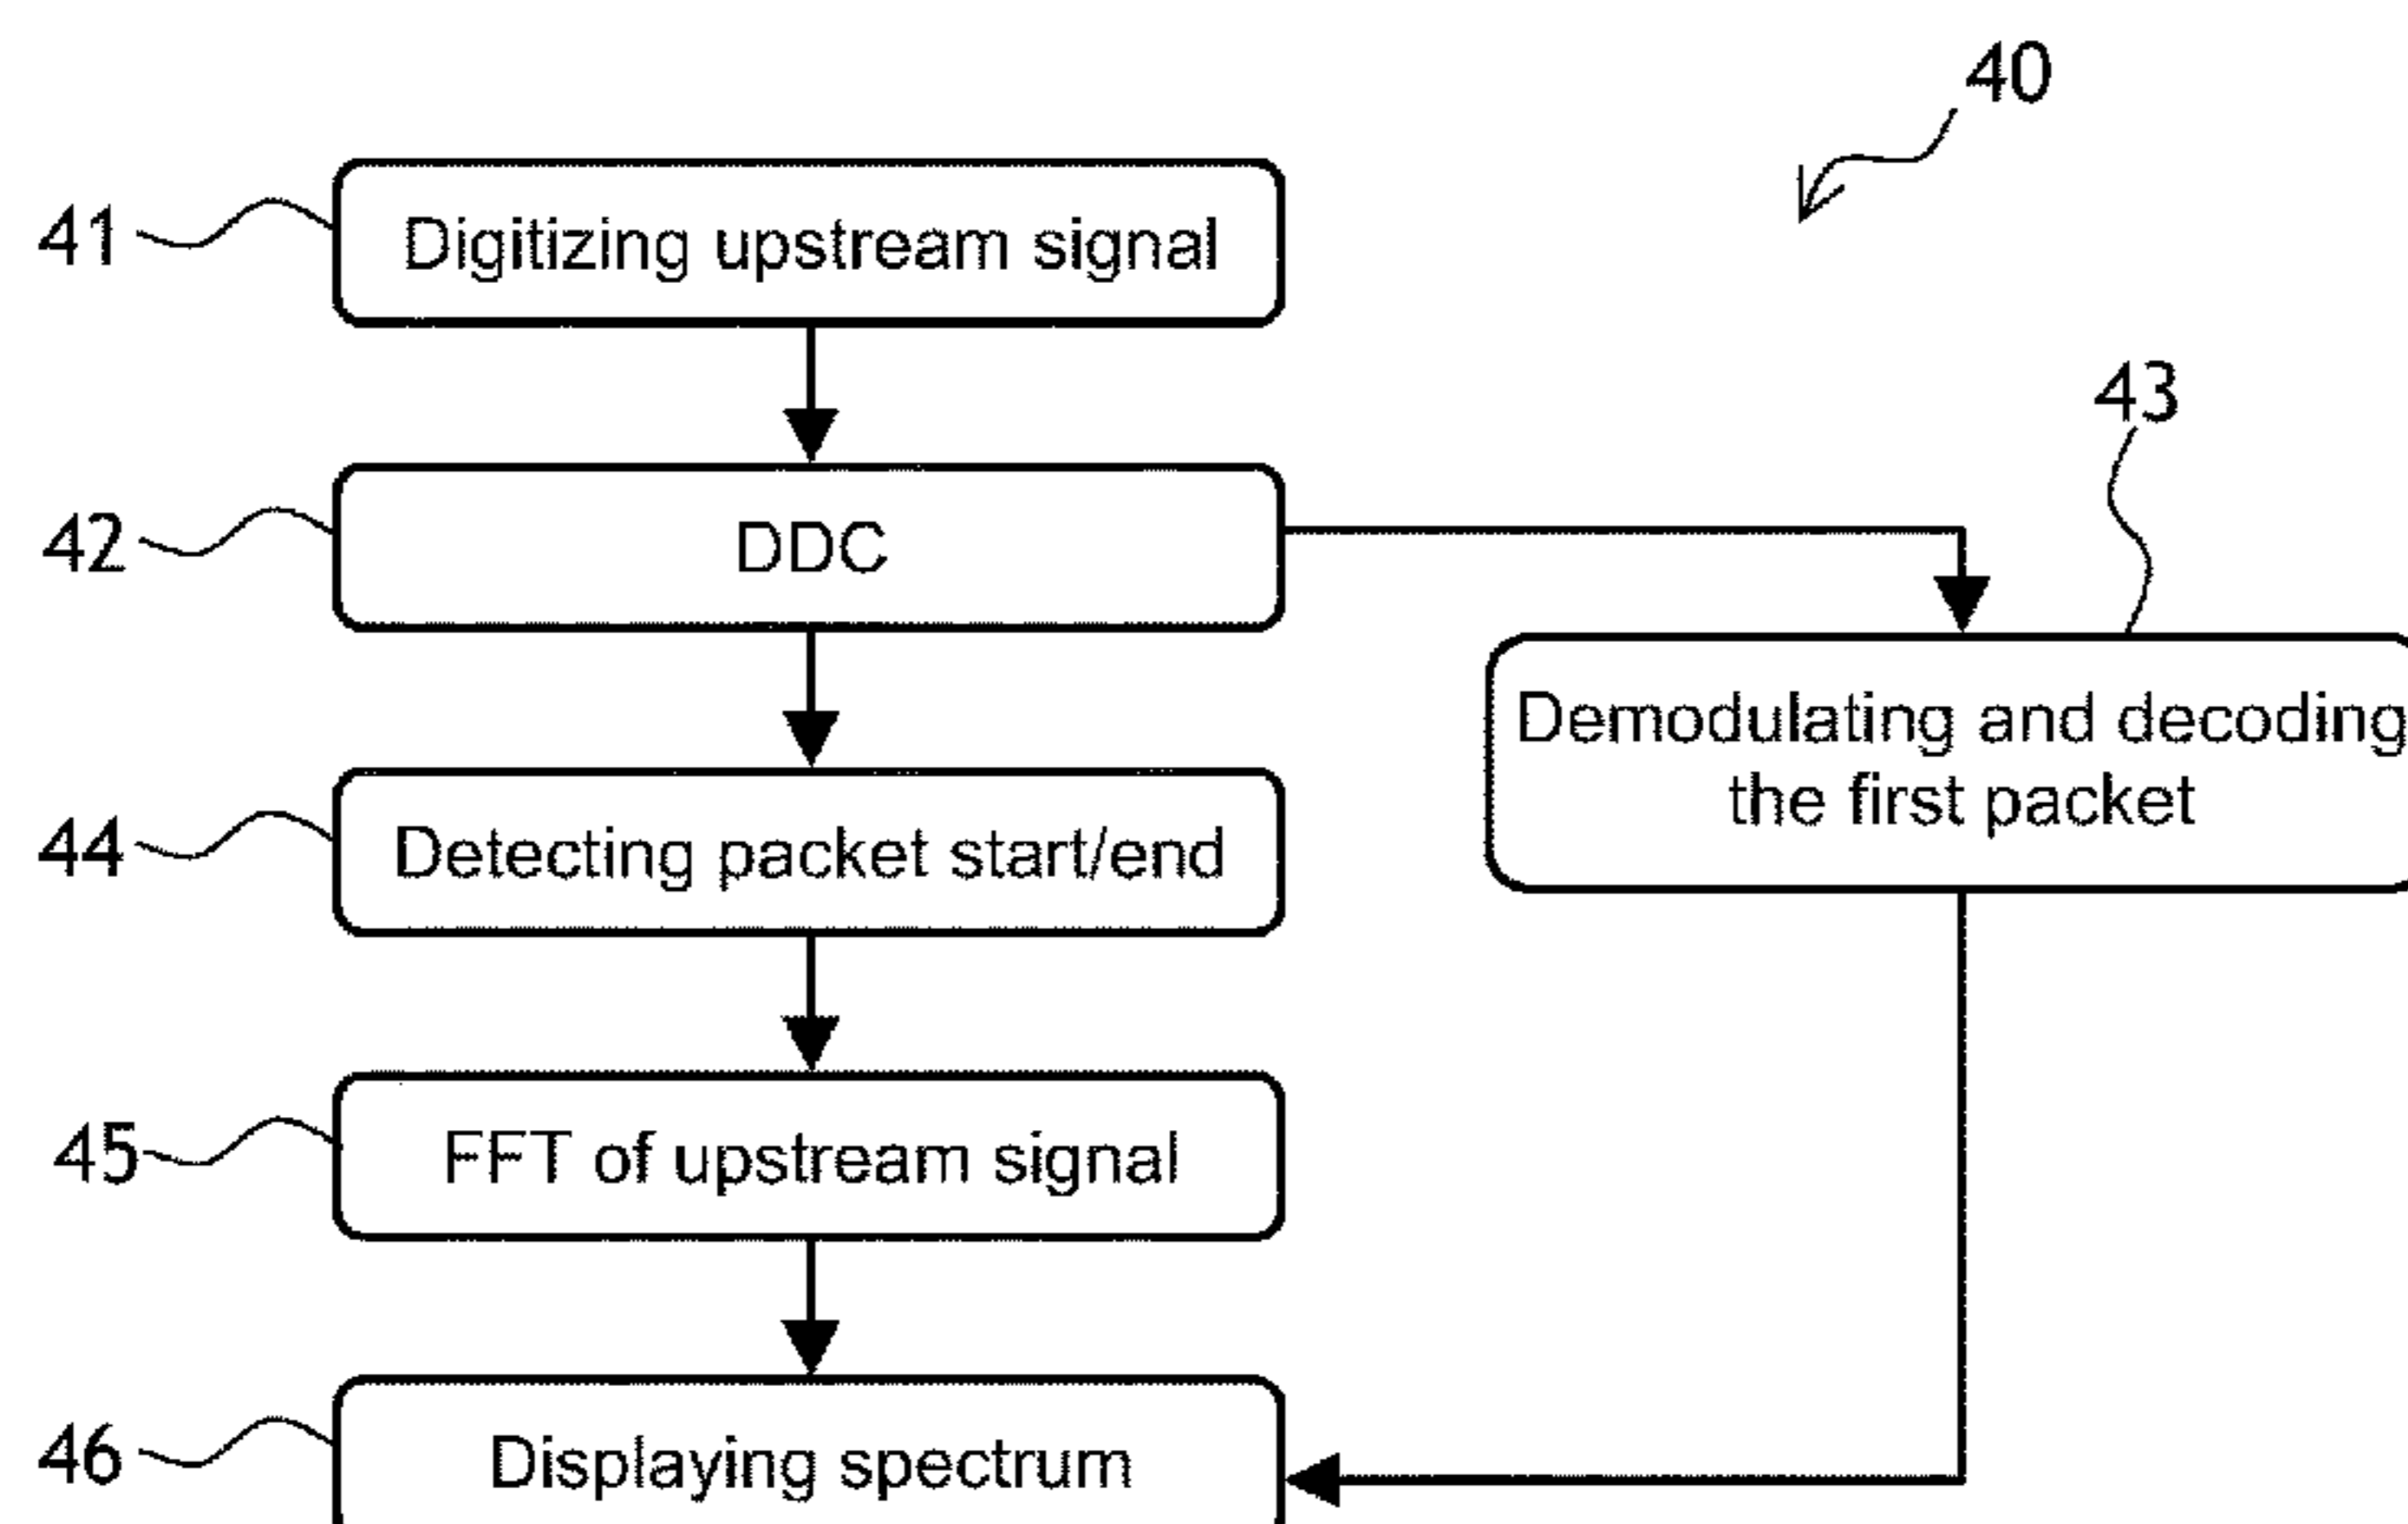 40
41
Digitizing upstream signal
43
42
DDC
Demodulating and decoding
the first packet
44
Detecting packet start/end
45
FFT of upstream signal
46
Displaying spectrum